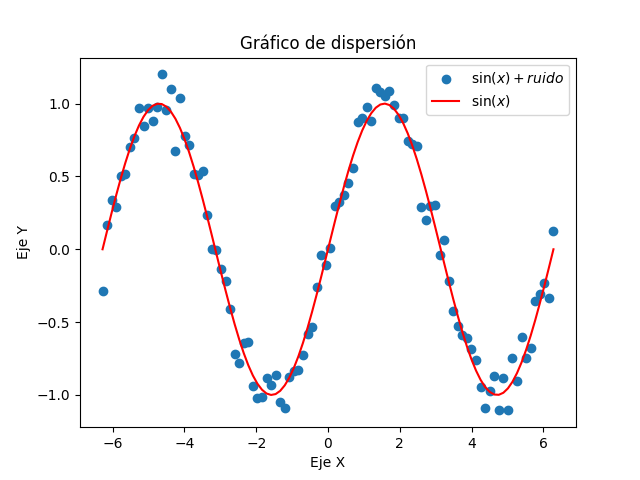 Gráfico de dispersión
sin(x) + ruido
sin(x)
Eje Y
1.0
0.5
0.0
−0.5
−1.0
−6 −4 −2 0 2 4 6
Eje X